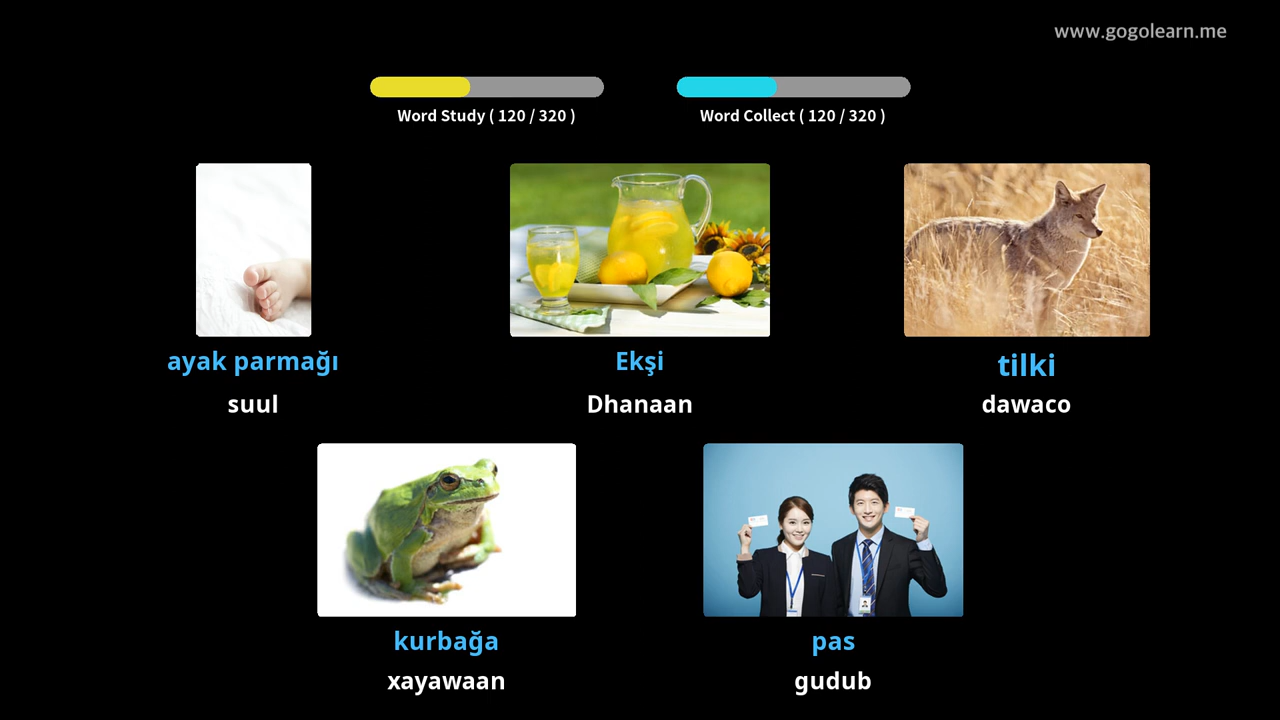 www.gogolearn.me
Word Study ( 120 / 320 )
Word Collect ( 120 / 320 )
ayak parmağı
suul
Ekşi
Dhanaan
tilki
dawaco
kurbağa
xayawaan
pas
gudub